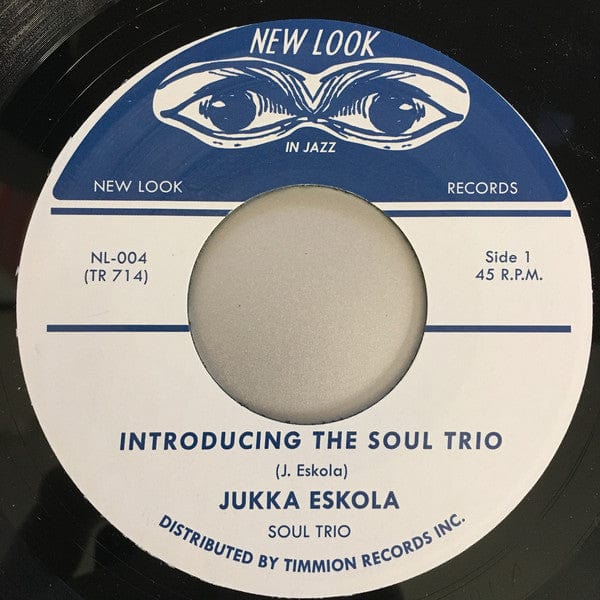 NEW LOOK
IN JAZZ
NEW LOOK RECORDS
NL-004 Side 1
(TR 714) 45 R.P.M.
INTRODUCING THE SOUL TRIO
(J. Eskola)
JUKKA ESKOLA
SOUL TRIO
DISTRIBUTED BY TIMMION RECORDS INC.